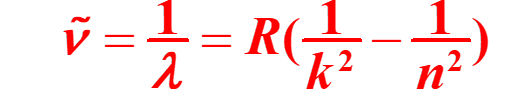 ν̃ = 1/λ = R(1/k² − 1/n²)